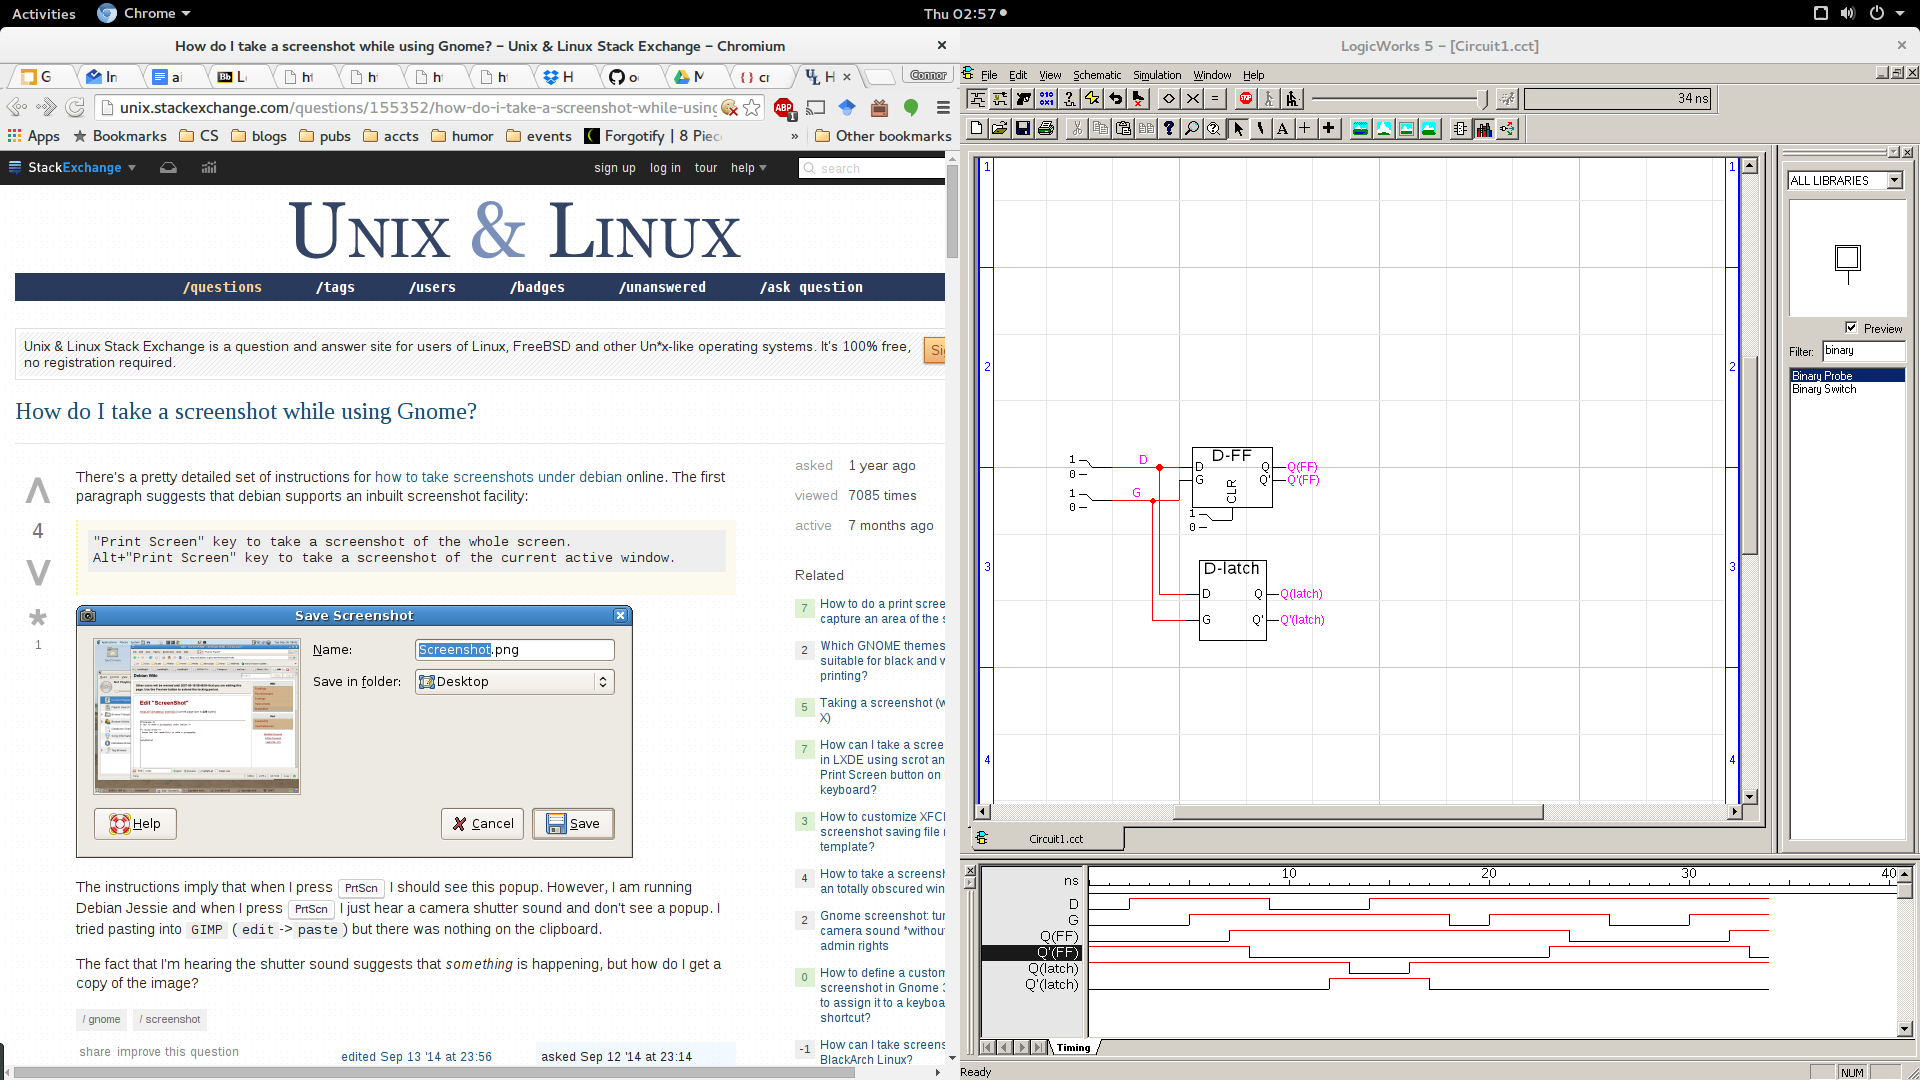 Activities
Chrome
Thu 02:57
How do I take a screenshot while using Gnome? – Unix & Linux Stack Exchange – Chromium
Connor
unix.stackexchange.com/questions/155352/how-do-i-take-a-screenshot-while-using
ABP
Apps
Bookmarks
CS
blogs
pubs
accts
humor
events
Forgotify | 8 Piec
»
Other bookmarks
StackExchange
sign up
log in
tour
help
search
UNIX & LINUX
/questions
/tags
/users
/badges
/unanswered
/ask question
Unix & Linux Stack Exchange is a question and answer site for users of Linux, FreeBSD and other Un*x-like operating systems. It's 100% free,
no registration required.
How do I take a screenshot while using Gnome?
4
1
There's a pretty detailed set of instructions for how to take screenshots under debian online. The first
paragraph suggests that debian supports an inbuilt screenshot facility:
"Print Screen" key to take a screenshot of the whole screen.
Alt+"Print Screen" key to take a screenshot of the current active window.
Save Screenshot
Name:
Screenshot.png
Save in folder:
Desktop
Help
Cancel
Save
The instructions imply that when I press PrtScn I should see this popup. However, I am running
Debian Jessie and when I press PrtScn I just hear a camera shutter sound and don't see a popup. I
tried pasting into GIMP ( edit -> paste ) but there was nothing on the clipboard.
The fact that I'm hearing the shutter sound suggests that something is happening, but how do I get a
copy of the image?
/ gnome
/ screenshot
share improve this question
edited Sep 13 '14 at 23:56
asked Sep 12 '14 at 23:14
asked 1 year ago
viewed 7085 times
active 7 months ago
Related
7
How to do a print scree
capture an area of the s
2
Which GNOME themes
suitable for black and w
printing?
5
Taking a screenshot (w
X)
7
How can I take a scree
in LXDE using scrot an
Print Screen button on
keyboard?
3
How to customize XFC
screenshot saving file
template?
4
How to take a screensh
an totally obscured win
2
Gnome screenshot: tur
camera sound *withou
admin rights
0
How to define a custom
screenshot in Gnome 3
to assign it to a keyboa
shortcut?
-1
How can I take screens
BlackArch Linux?
LogicWorks 5 – [Circuit1.cct]
File
Edit
View
Schematic
Simulation
Window
Help
34 ns
1
1
2
2
3
3
4
4
1
0
D
1
0
G
D-FF
D
G
Q
Q'
CLR
Q(FF)
Q'(FF)
1
0
D-latch
D
G
Q
Q'
Q(latch)
Q'(latch)
Circuit1.cct
ALL LIBRARIES
Preview
Filter:
binary
Binary Probe
Binary Switch
ns
10
20
30
40
D
G
Q(FF)
Q'(FF)
Q(latch)
Q'(latch)
Timing
Ready
NUM